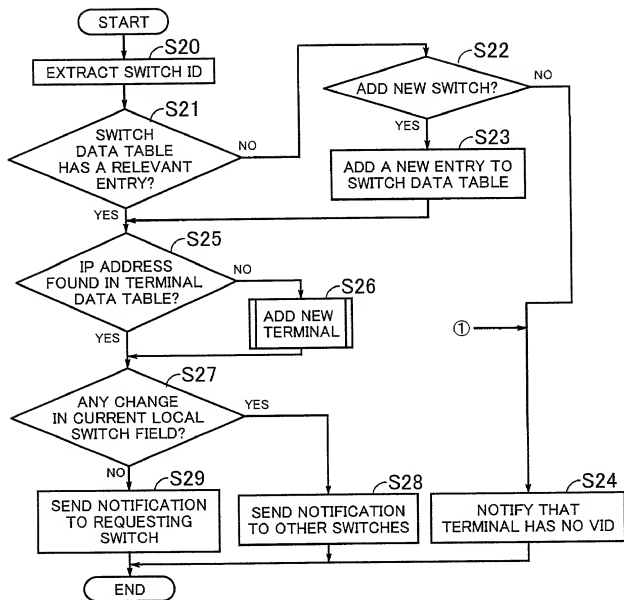 START
S20
EXTRACT SWITCH ID
S21
SWITCH
DATA TABLE
HAS A RELEVANT
ENTRY?
NO
YES
S22
ADD NEW SWITCH?
NO
YES
S23
ADD A NEW ENTRY TO
SWITCH DATA TABLE
S25
IP ADDRESS
FOUND IN TERMINAL
DATA TABLE?
NO
YES
S26
ADD NEW
TERMINAL
①
S27
ANY CHANGE
IN CURRENT LOCAL
SWITCH FIELD?
YES
NO
S29
SEND NOTIFICATION
TO REQUESTING
SWITCH
S28
SEND NOTIFICATION
TO OTHER SWITCHES
S24
NOTIFY THAT
TERMINAL HAS NO VID
END